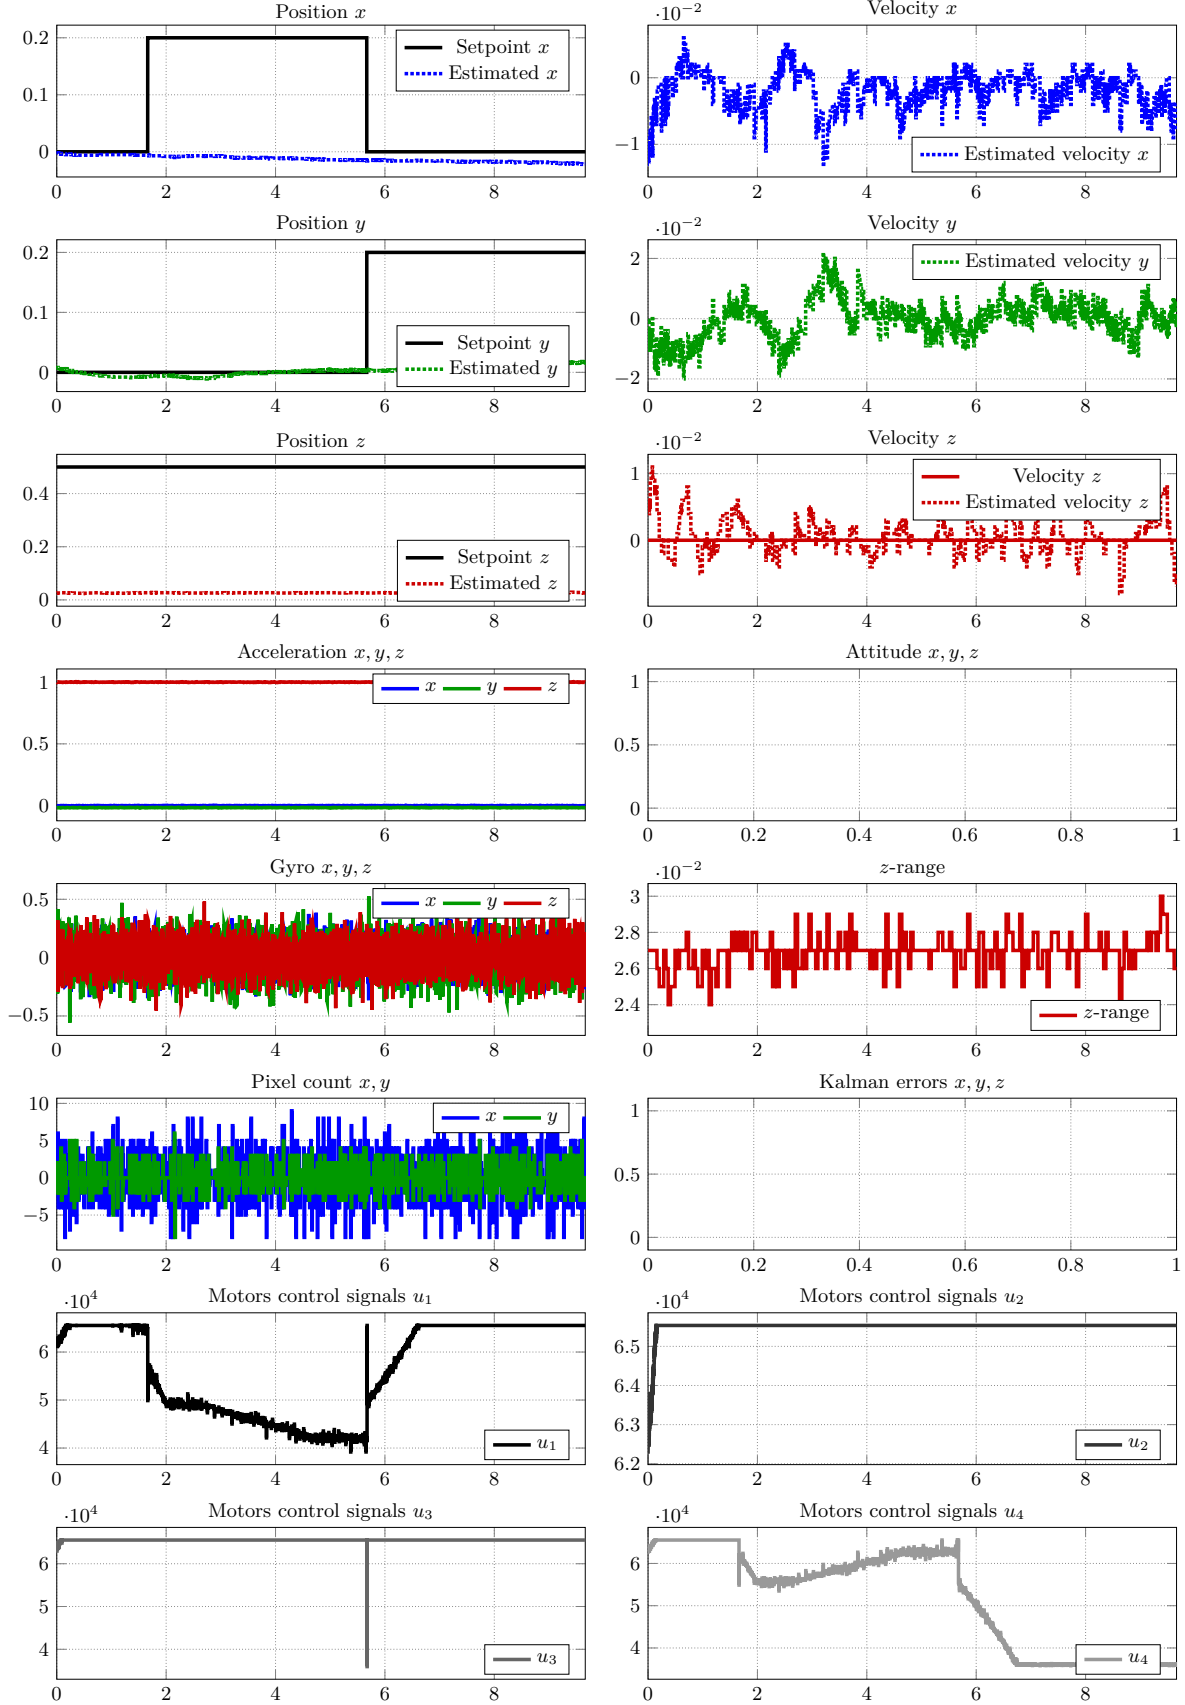 Position x
0.2
0.1
0
Setpoint x
Estimated x
0 2 4 6 8
Velocity x
·10−2
0
−1
Estimated velocity x
0 2 4 6 8
Position y
0.2
0.1
0
Setpoint y
Estimated y
0 2 4 6 8
Velocity y
·10−2
2
0
−2
Estimated velocity y
0 2 4 6 8
Position z
0.4
0.2
0
Setpoint z
Estimated z
0 2 4 6 8
Velocity z
·10−2
1
0
Velocity z
Estimated velocity z
0 2 4 6 8
Acceleration x, y, z
1
0.5
0
x y z
0 2 4 6 8
Attitude x, y, z
1
0.5
0
0 0.2 0.4 0.6 0.8 1
Gyro x, y, z
0.5
0
−0.5
x y z
0 2 4 6 8
z-range
·10−2
3
2.8
2.6
2.4
z-range
0 2 4 6 8
Pixel count x, y
10
5
0
−5
x y
0 2 4 6 8
Kalman errors x, y, z
1
0.5
0
0 0.2 0.4 0.6 0.8 1
Motors control signals u1
·10^4
6
5
4
u1
0 2 4 6 8
Motors control signals u2
·10^4
6.5
6.4
6.3
6.2
u2
0 2 4 6 8
Motors control signals u3
·10^4
6
5
4
u3
0 2 4 6 8
Motors control signals u4
·10^4
6
5
4
u4
0 2 4 6 8